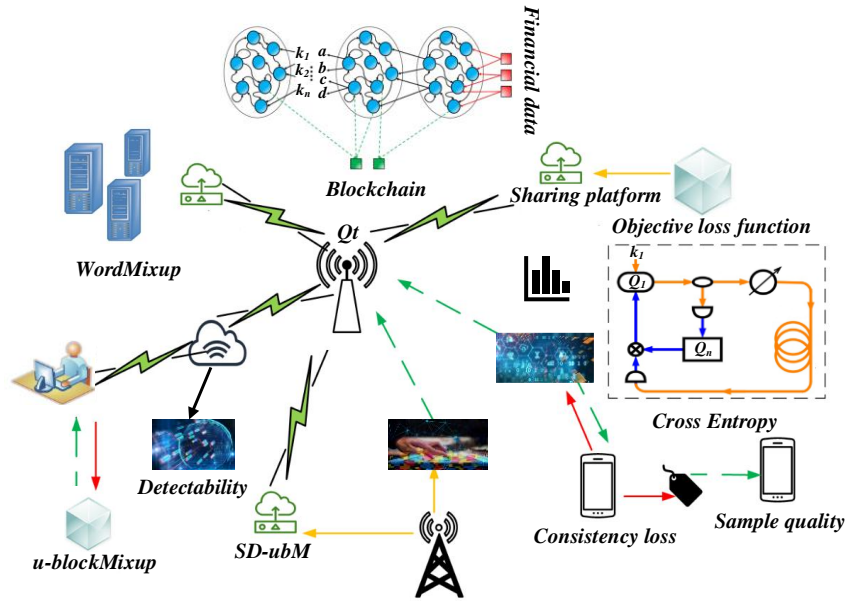 k1 a
k2 b
c
kn d
Financial data
Blockchain
Sharing platform
Objective loss function
WordMixup
Qt
k1
Q1
Qn
Cross Entropy
Detectability
SD-ubM
Consistency loss
Sample quality
u-blockMixup